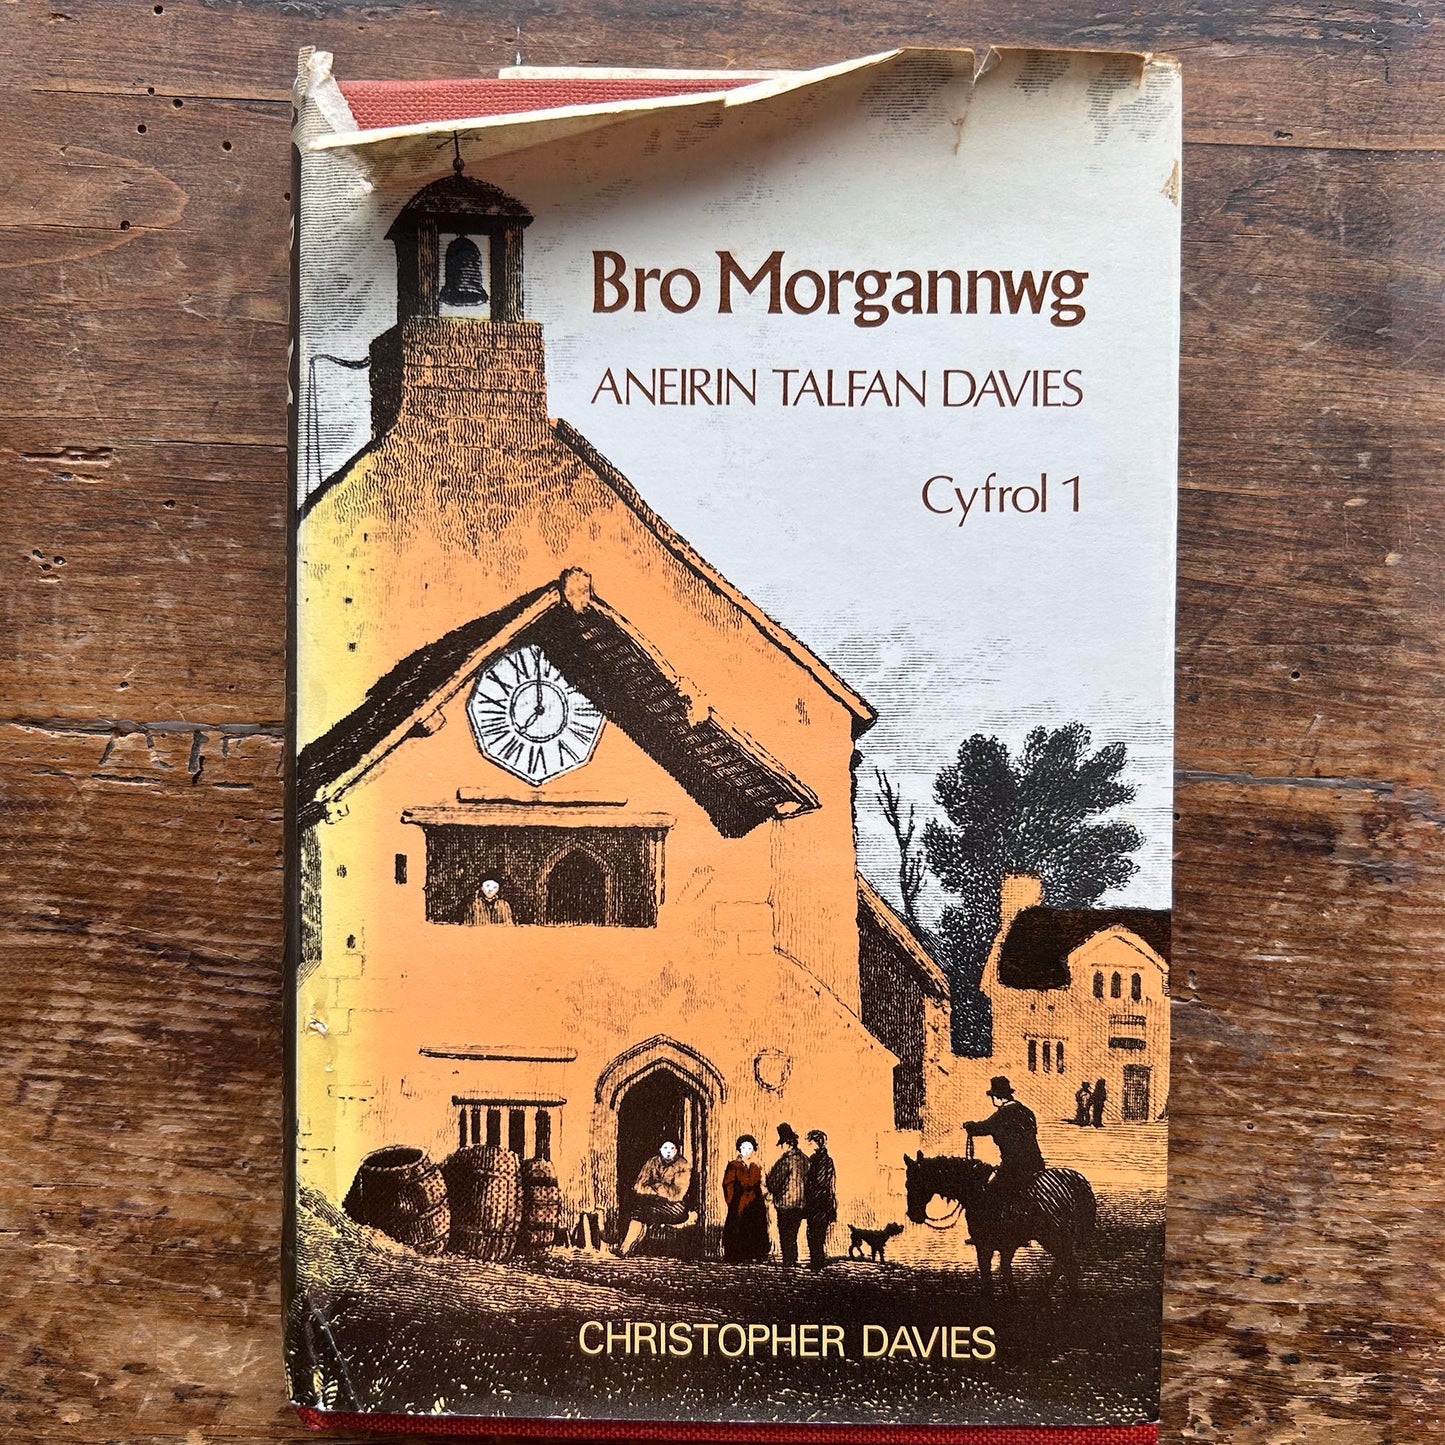 Bro Morgannwg
ANEIRIN TALFAN DAVIES
Cyfrol 1
CHRISTOPHER DAVIES